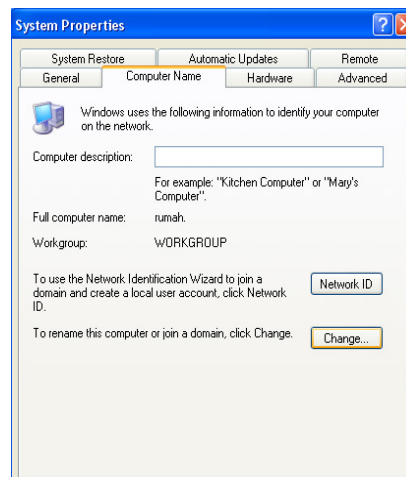 System Properties
?
X
System Restore
Automatic Updates
Remote
General
Computer Name
Hardware
Advanced
Windows uses the following information to identify your computer
on the network.
Computer description:
For example: "Kitchen Computer" or "Mary's
Computer".
Full computer name: rumah.
Workgroup: WORKGROUP
To use the Network Identification Wizard to join a
domain and create a local user account, click Network
ID.
Network ID
To rename this computer or join a domain, click Change.
Change...